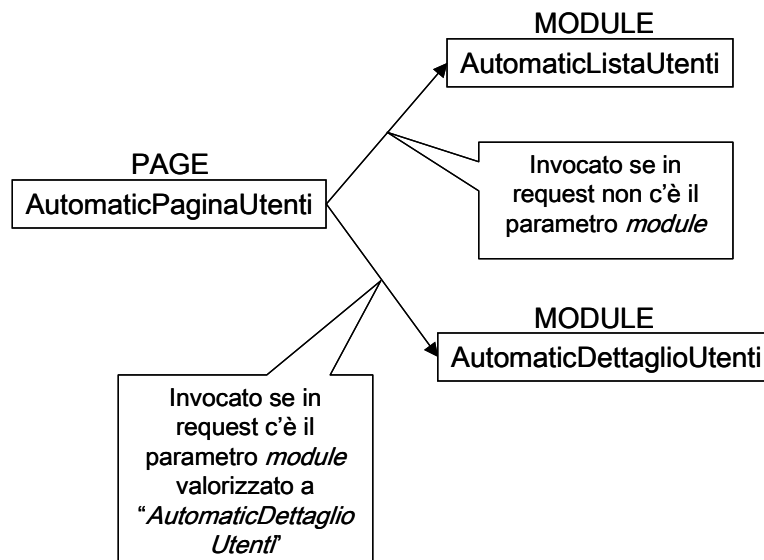 MODULE
AutomaticListaUtenti
Invocato se in
request non c'è il
parametro module
PAGE
AutomaticPaginaUtenti
MODULE
AutomaticDettaglioUtenti
Invocato se in
request c'è il
parametro module
valorizzato a
“AutomaticDettaglio
Utenti”